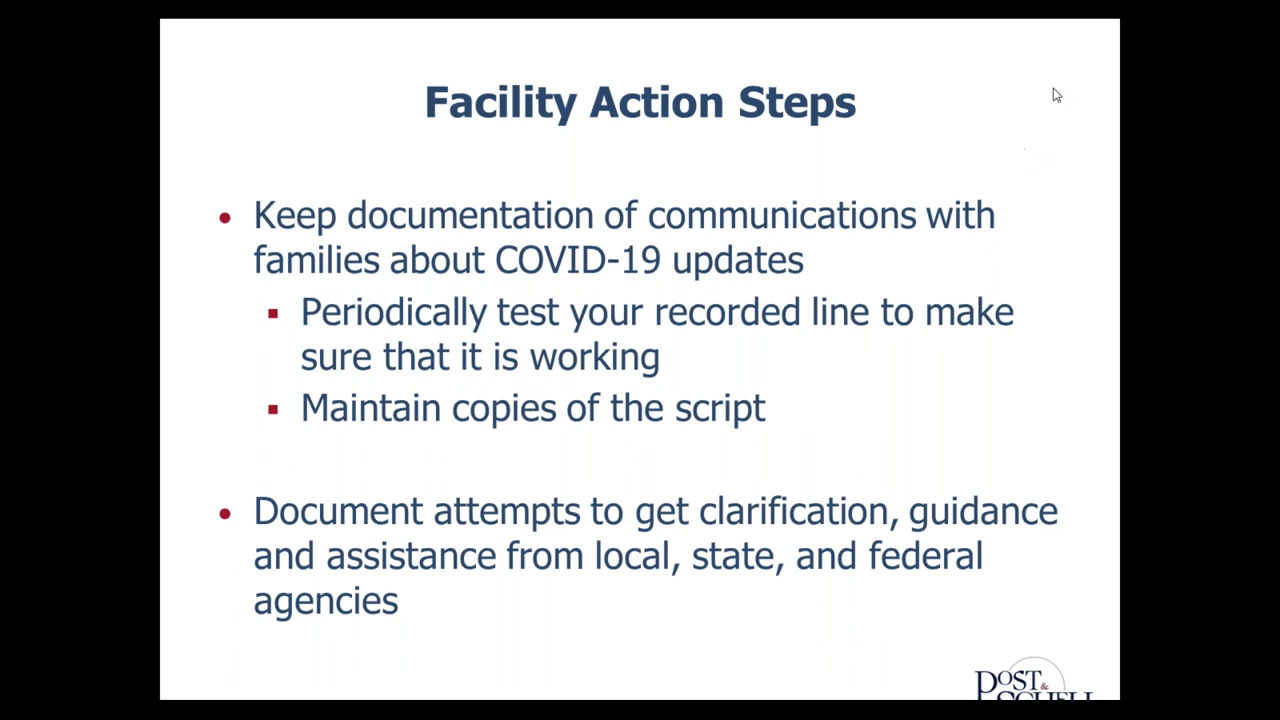 Facility Action Steps
• Keep documentation of communications with
families about COVID-19 updates
▪ Periodically test your recorded line to make
sure that it is working
▪ Maintain copies of the script
• Document attempts to get clarification, guidance
and assistance from local, state, and federal
agencies
POST &
SCHELL